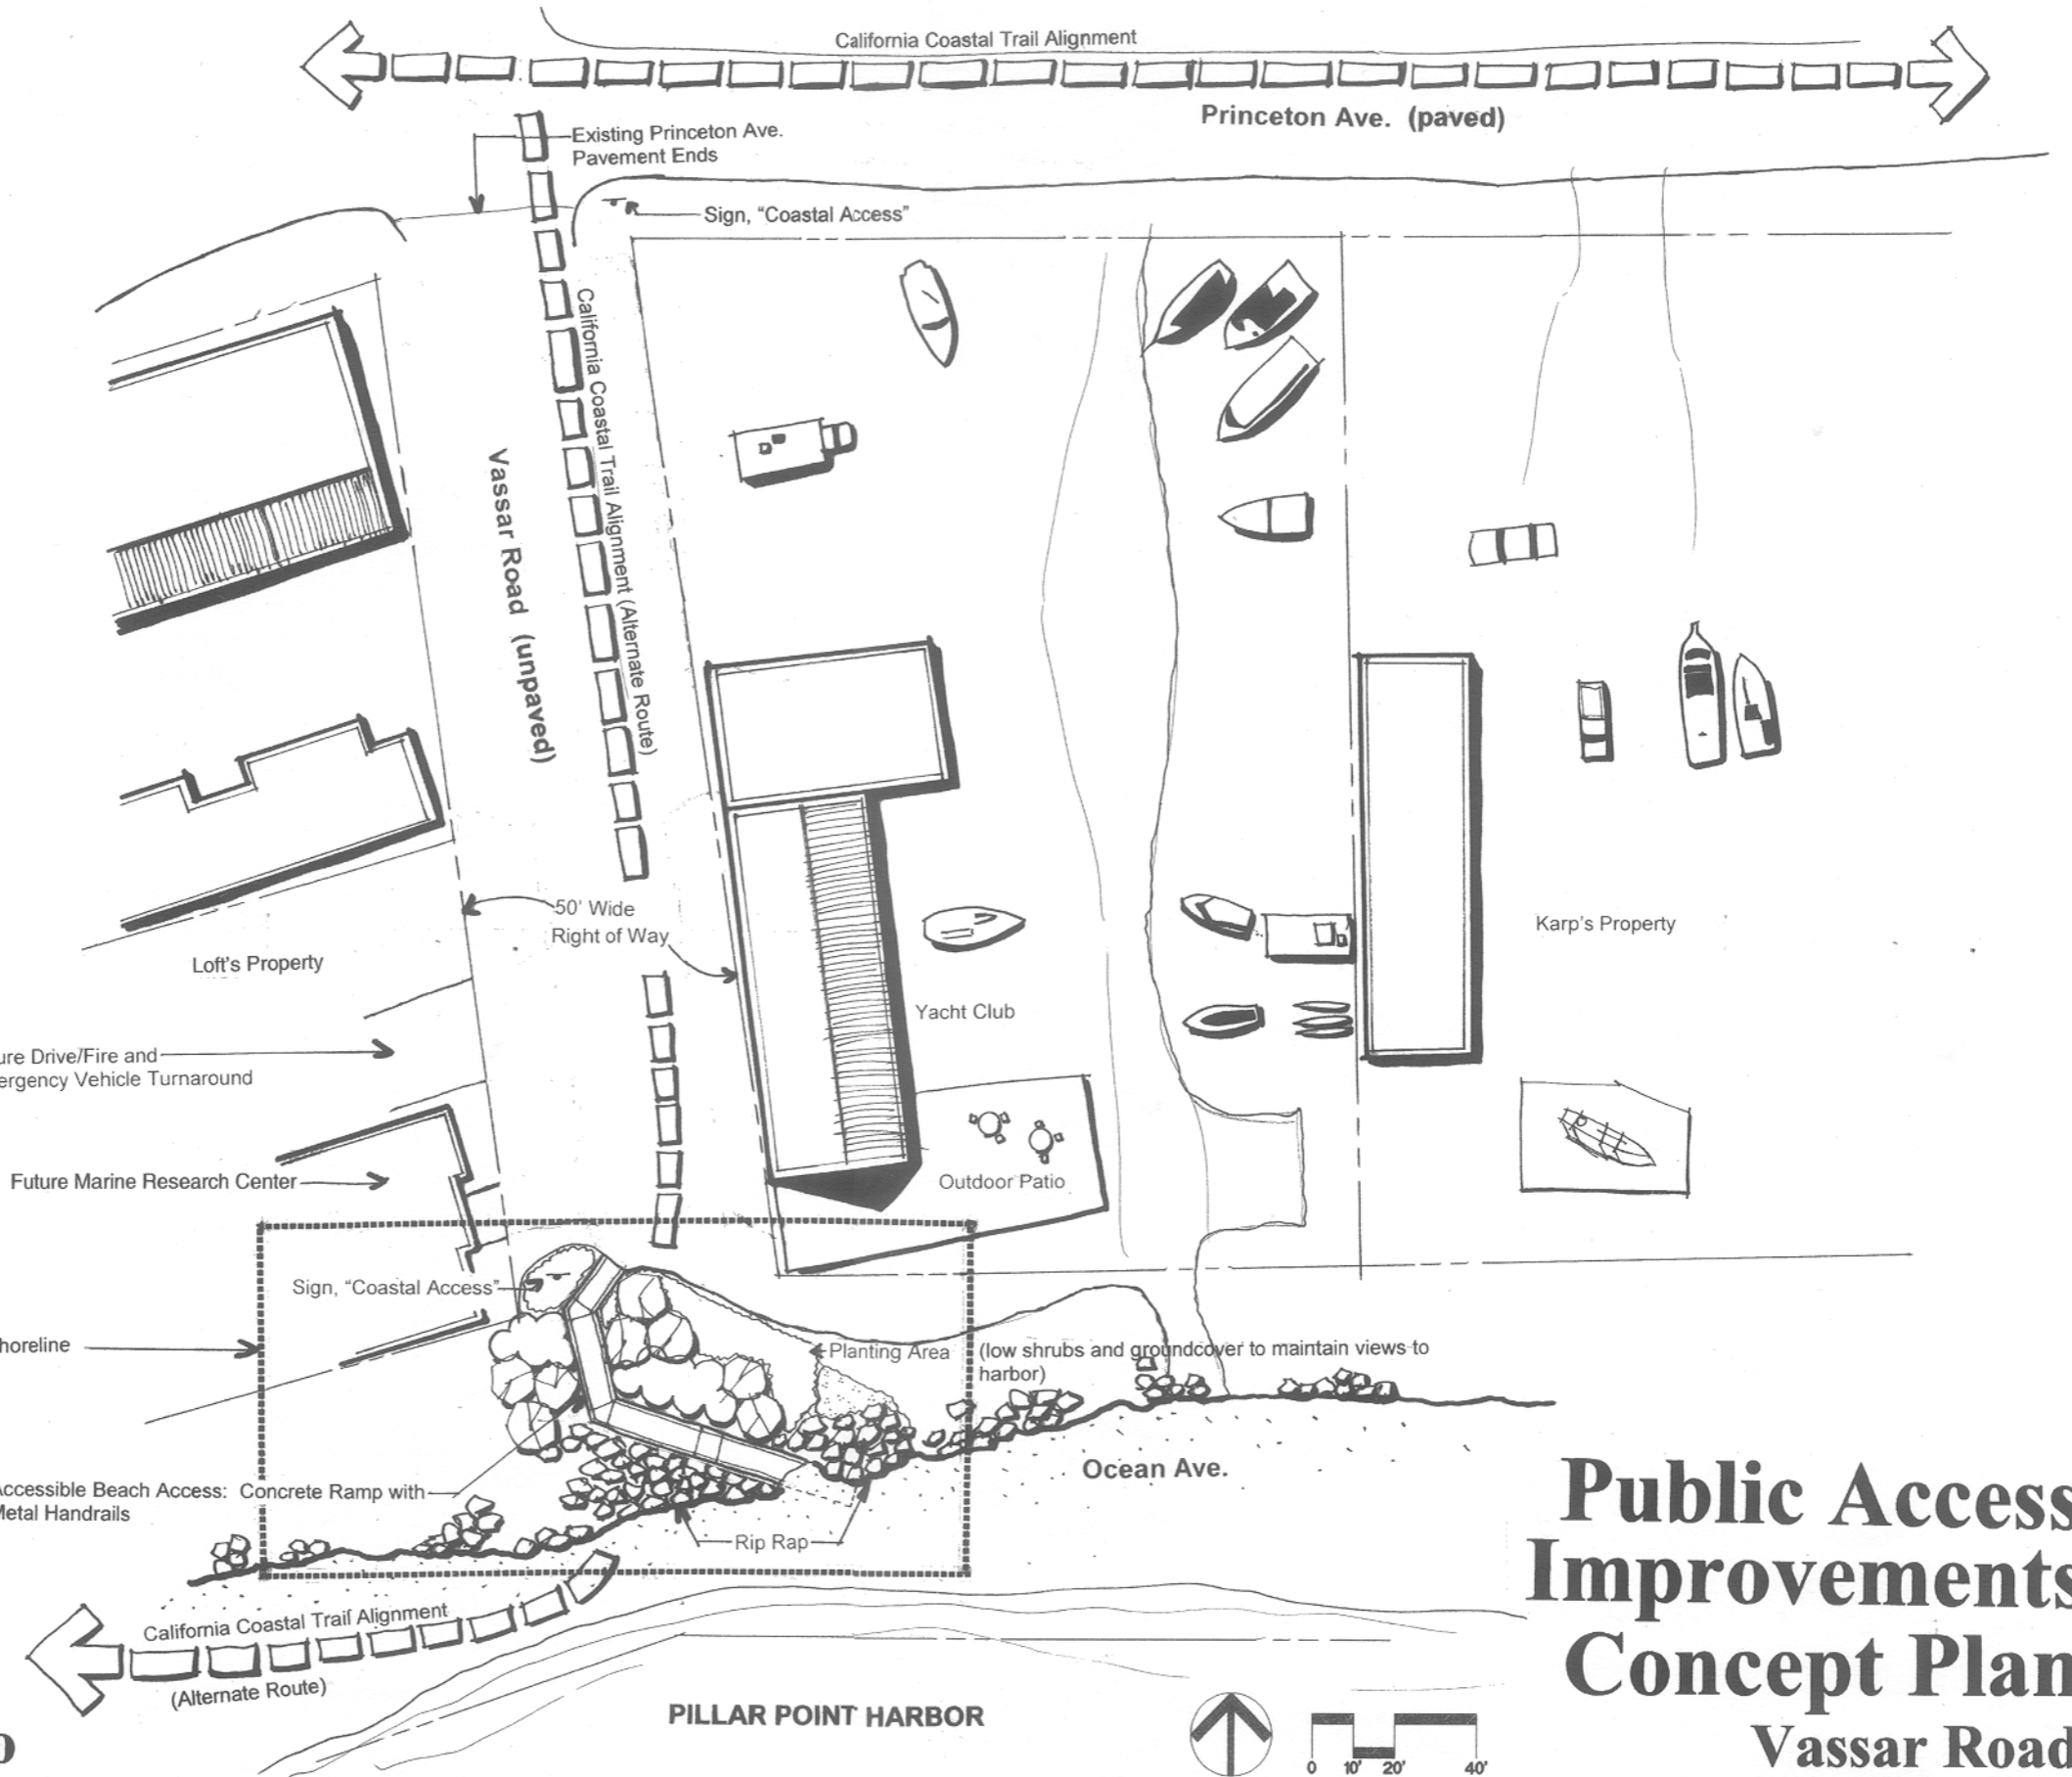 California Coastal Trail Alignment
Princeton Ave. (paved)
Existing Princeton Ave.
Pavement Ends
Sign, "Coastal Access"
California Coastal Trail Alignment (Alternate Route)
Vassar Road (unpaved)
50' Wide
Right of Way
Loft's Property
Karp's Property
Yacht Club
ure Drive/Fire and
ergency Vehicle Turnaround
Future Marine Research Center
Outdoor Patio
Sign, "Coastal Access"
horeline
Planting Area
(low shrubs and groundcover to maintain views to
harbor)
Ocean Ave.
Accessible Beach Access: Concrete Ramp with
Metal Handrails
Rip Rap
California Coastal Trail Alignment
(Alternate Route)
PILLAR POINT HARBOR
0 10' 20' 40'
Public Access
Improvements
Concept Plan
Vassar Road
o